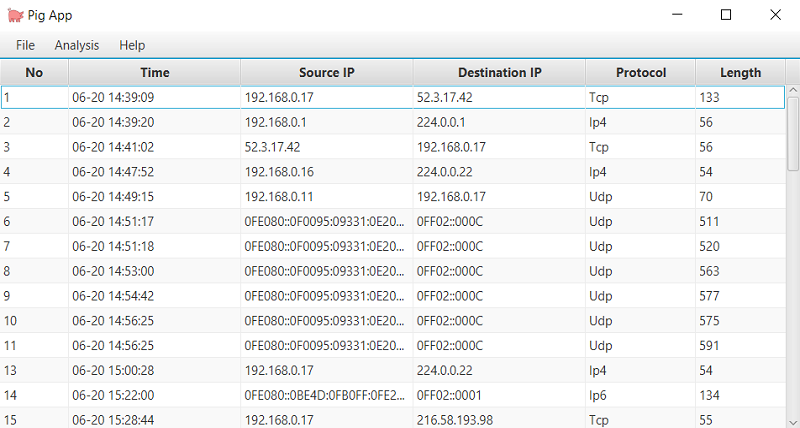 Pig App
File Analysis Help
No Time Source IP Destination IP Protocol Length
1 06-20 14:39:09 192.168.0.17 52.3.17.42 Tcp 133
2 06-20 14:39:20 192.168.0.1 224.0.0.1 Ip4 56
3 06-20 14:41:02 52.3.17.42 192.168.0.17 Tcp 56
4 06-20 14:47:52 192.168.0.16 224.0.0.22 Ip4 54
5 06-20 14:49:15 192.168.0.11 192.168.0.17 Udp 70
6 06-20 14:51:17 0FE080::0F0095:09331:0E20... 0FF02::000C Udp 511
7 06-20 14:51:18 0FE080::0F0095:09331:0E20... 0FF02::000C Udp 520
8 06-20 14:53:00 0FE080::0F0095:09331:0E20... 0FF02::000C Udp 563
9 06-20 14:54:42 0FE080::0F0095:09331:0E20... 0FF02::000C Udp 577
10 06-20 14:56:25 0FE080::0F0095:09331:0E20... 0FF02::000C Udp 575
11 06-20 14:56:25 0FE080::0F0095:09331:0E20... 0FF02::000C Udp 591
13 06-20 15:00:28 192.168.0.17 224.0.0.22 Ip4 54
14 06-20 15:22:00 0FE080::0BE4D:0FB0FF:0FE2... 0FF02::0001 Ip6 134
15 06-20 15:28:44 192.168.0.17 216.58.193.98 Tcp 55